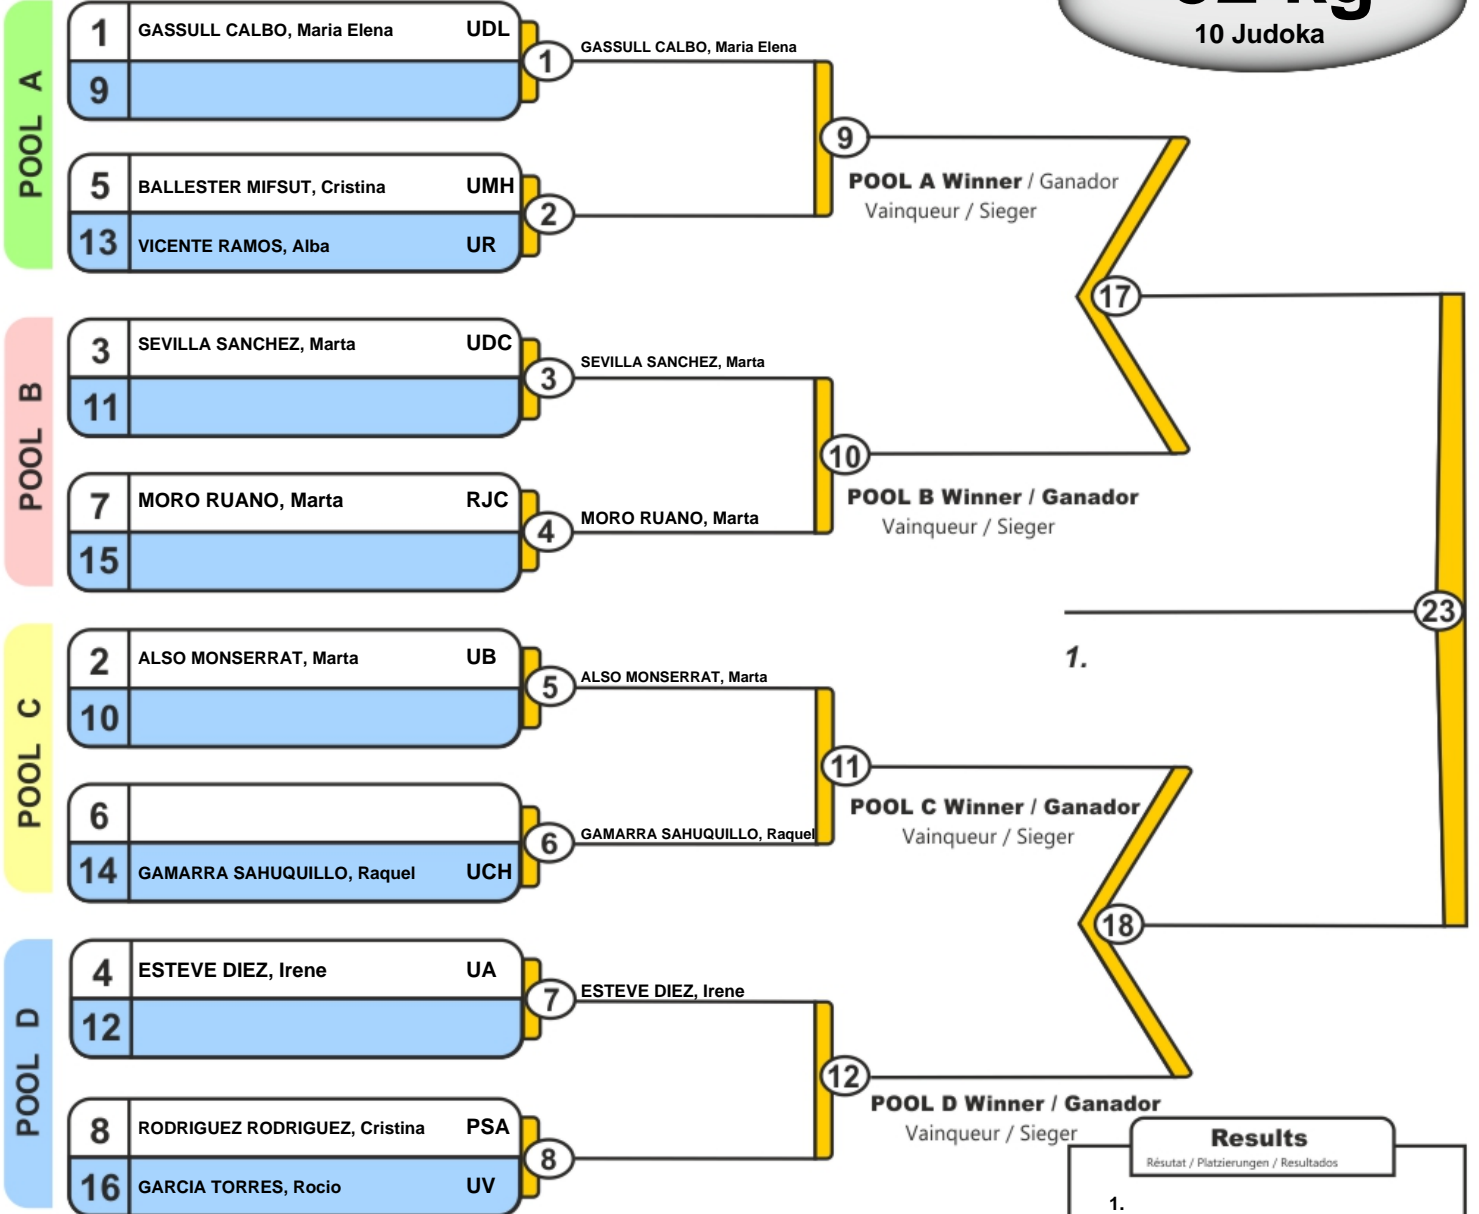 10 Judoka
POOL A
1 GASSULL CALBO, Maria Elena UDL
9
1
GASSULL CALBO, Maria Elena
5 BALLESTER MIFSUT, Cristina UMH
13 VICENTE RAMOS, Alba UR
2
9
POOL A Winner / Ganador
Vainqueur / Sieger
POOL B
3 SEVILLA SANCHEZ, Marta UDC
11
3
SEVILLA SANCHEZ, Marta
7 MORO RUANO, Marta RJC
15
4
MORO RUANO, Marta
10
POOL B Winner / Ganador
Vainqueur / Sieger
17
POOL C
2 ALSO MONSERRAT, Marta UB
10
5
ALSO MONSERRAT, Marta
6
14 GAMARRA SAHUQUILLO, Raquel UCH
6
GAMARRA SAHUQUILLO, Raquel
11
POOL C Winner / Ganador
Vainqueur / Sieger
POOL D
4 ESTEVE DIEZ, Irene UA
12
7
ESTEVE DIEZ, Irene
8 RODRIGUEZ RODRIGUEZ, Cristina PSA
16 GARCIA TORRES, Rocio UV
8
12
POOL D Winner / Ganador
Vainqueur / Sieger
18
23
1.
Results
Résutat / Platzierungen / Resultados
1.